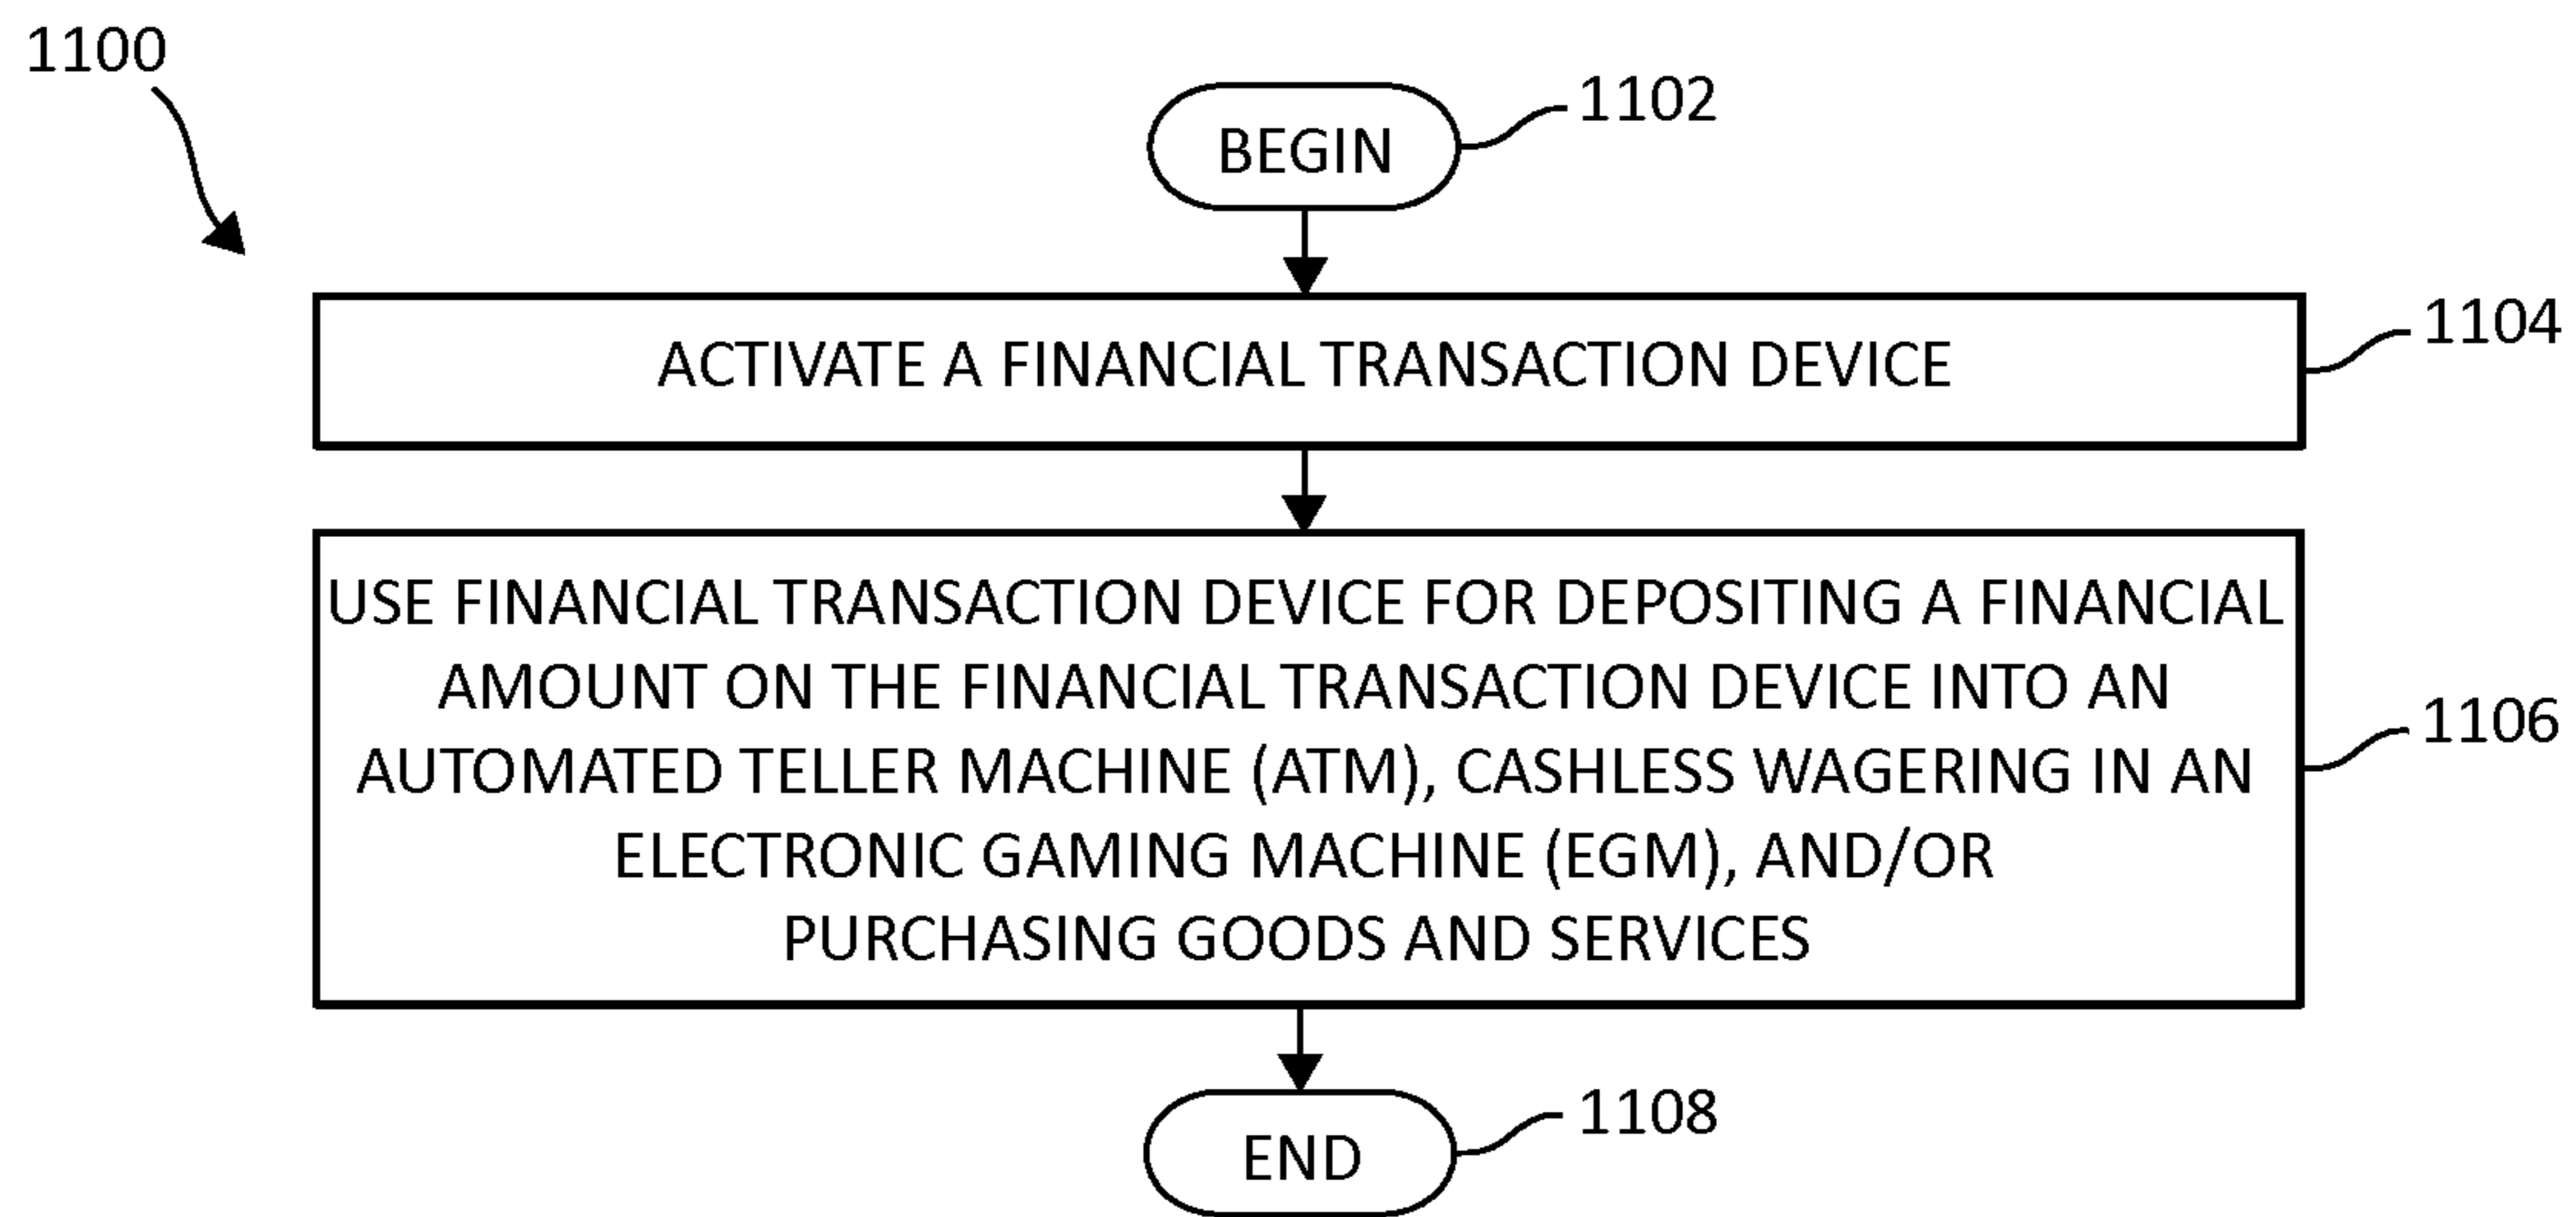 1100
BEGIN
1102
ACTIVATE A FINANCIAL TRANSACTION DEVICE
1104
USE FINANCIAL TRANSACTION DEVICE FOR DEPOSITING A FINANCIAL
AMOUNT ON THE FINANCIAL TRANSACTION DEVICE INTO AN
AUTOMATED TELLER MACHINE (ATM), CASHLESS WAGERING IN AN
ELECTRONIC GAMING MACHINE (EGM), AND/OR
PURCHASING GOODS AND SERVICES
1106
END
1108